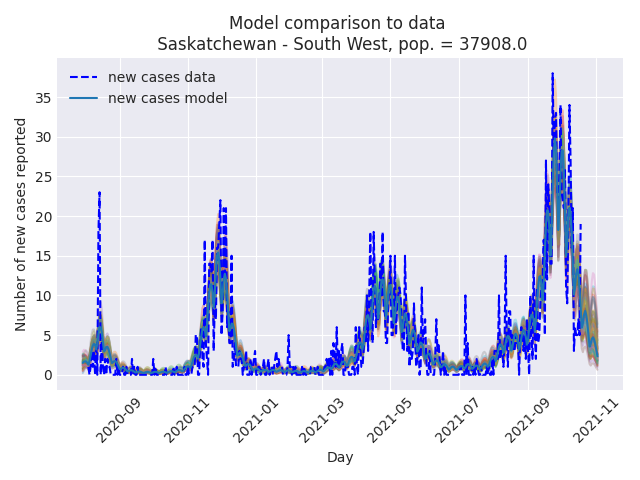 Model comparison to data
Saskatchewan - South West, pop. = 37908.0
new cases data
new cases model
Number of new cases reported
35
30
25
20
15
10
5
0
2020-09
2020-11
2021-01
2021-03
2021-05
2021-07
2021-09
2021-11
Day